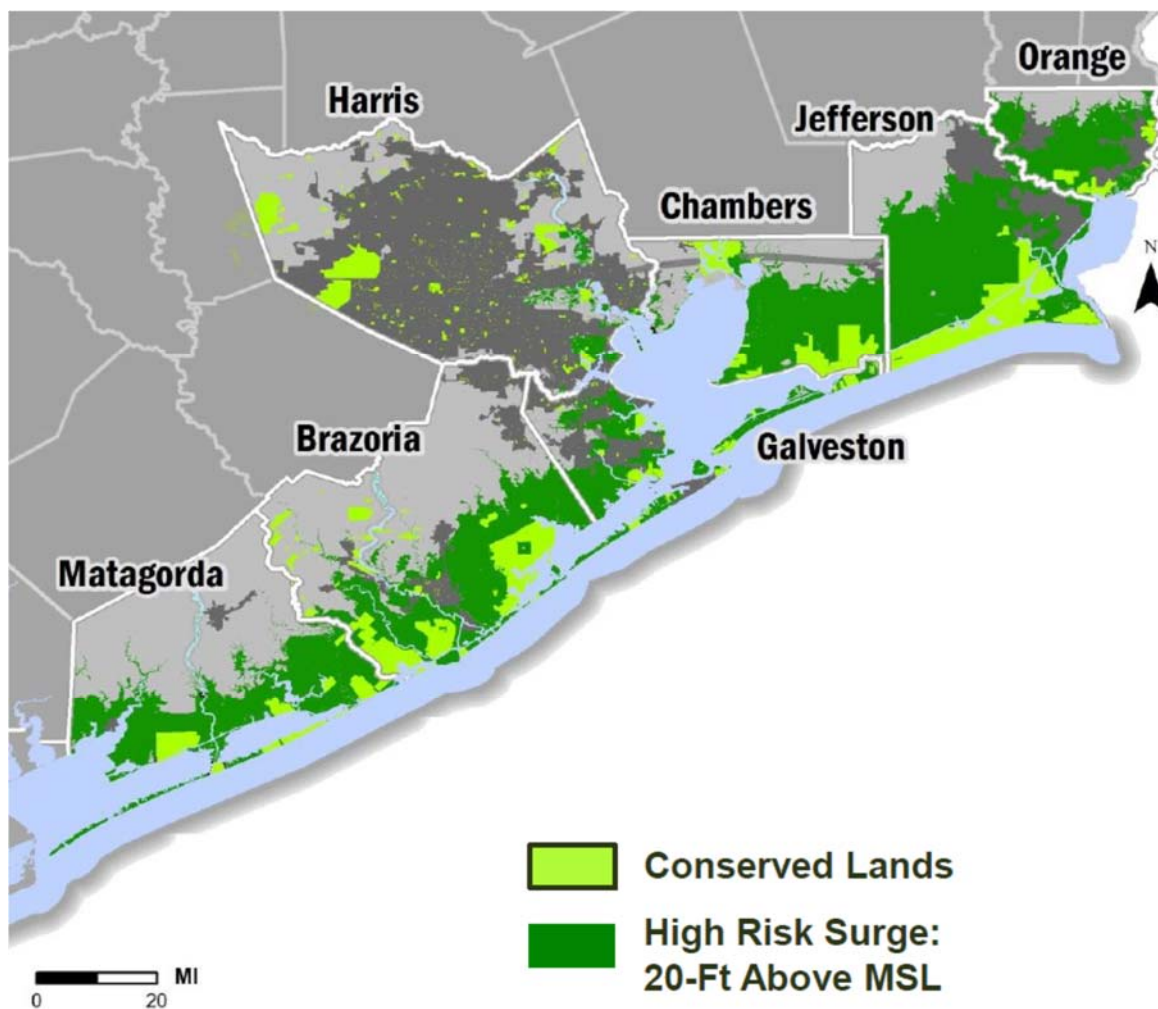 Orange
Harris
Jefferson
Chambers
N
Brazoria
Galveston
Matagorda
Conserved Lands
High Risk Surge:
20-Ft Above MSL
MI
0 20